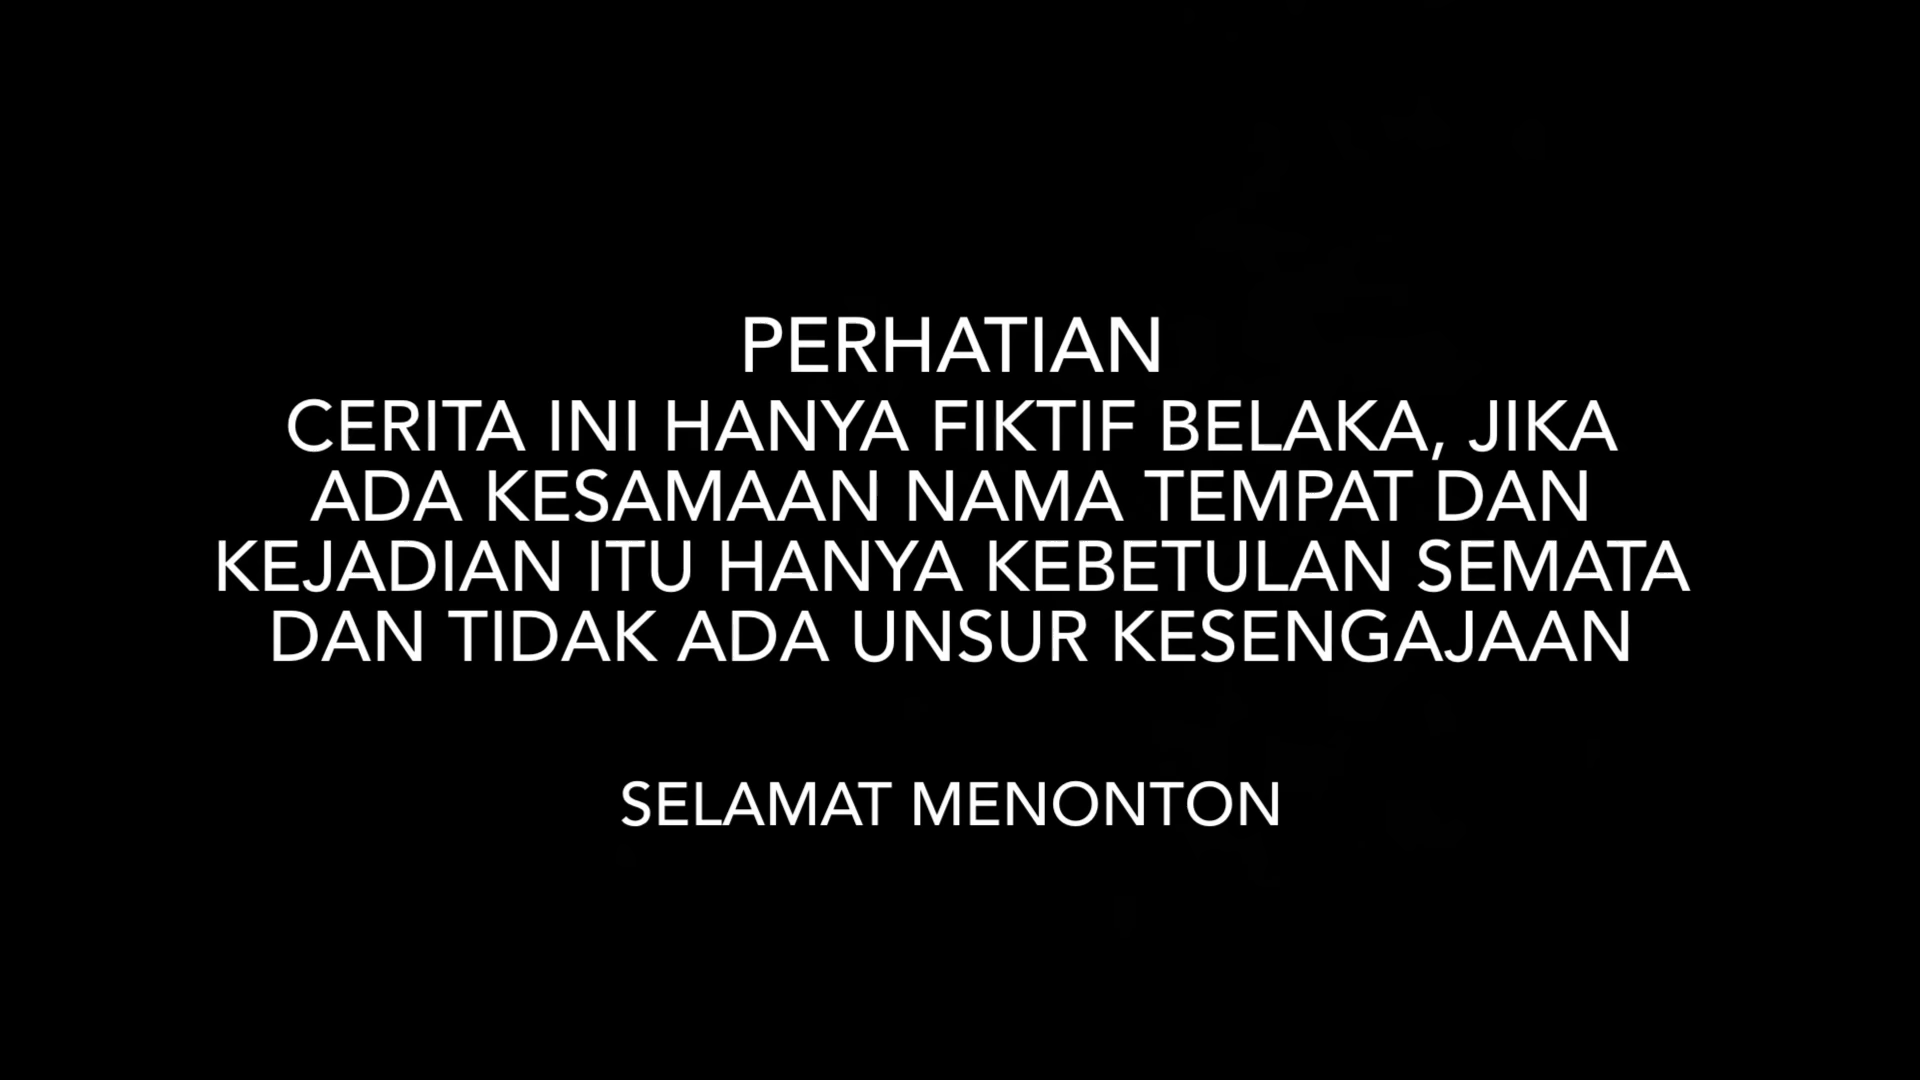 PERHATIAN
CERITA INI HANYA FIKTIF BELAKA, JIKA
ADA KESAMAAN NAMA TEMPAT DAN
KEJADIAN ITU HANYA KEBETULAN SEMATA
DAN TIDAK ADA UNSUR KESENGAJAAN
SELAMAT MENONTON